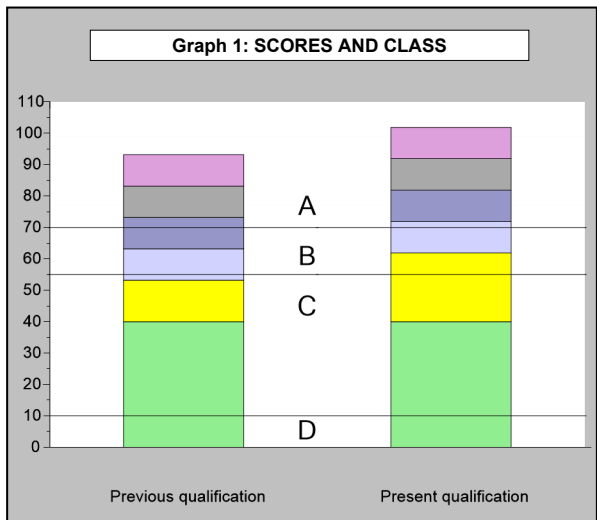 Graph 1: SCORES AND CLASS
110
100
90
80
70
60
50
40
30
20
10
0
A
B
C
D
Previous qualification
Present qualification